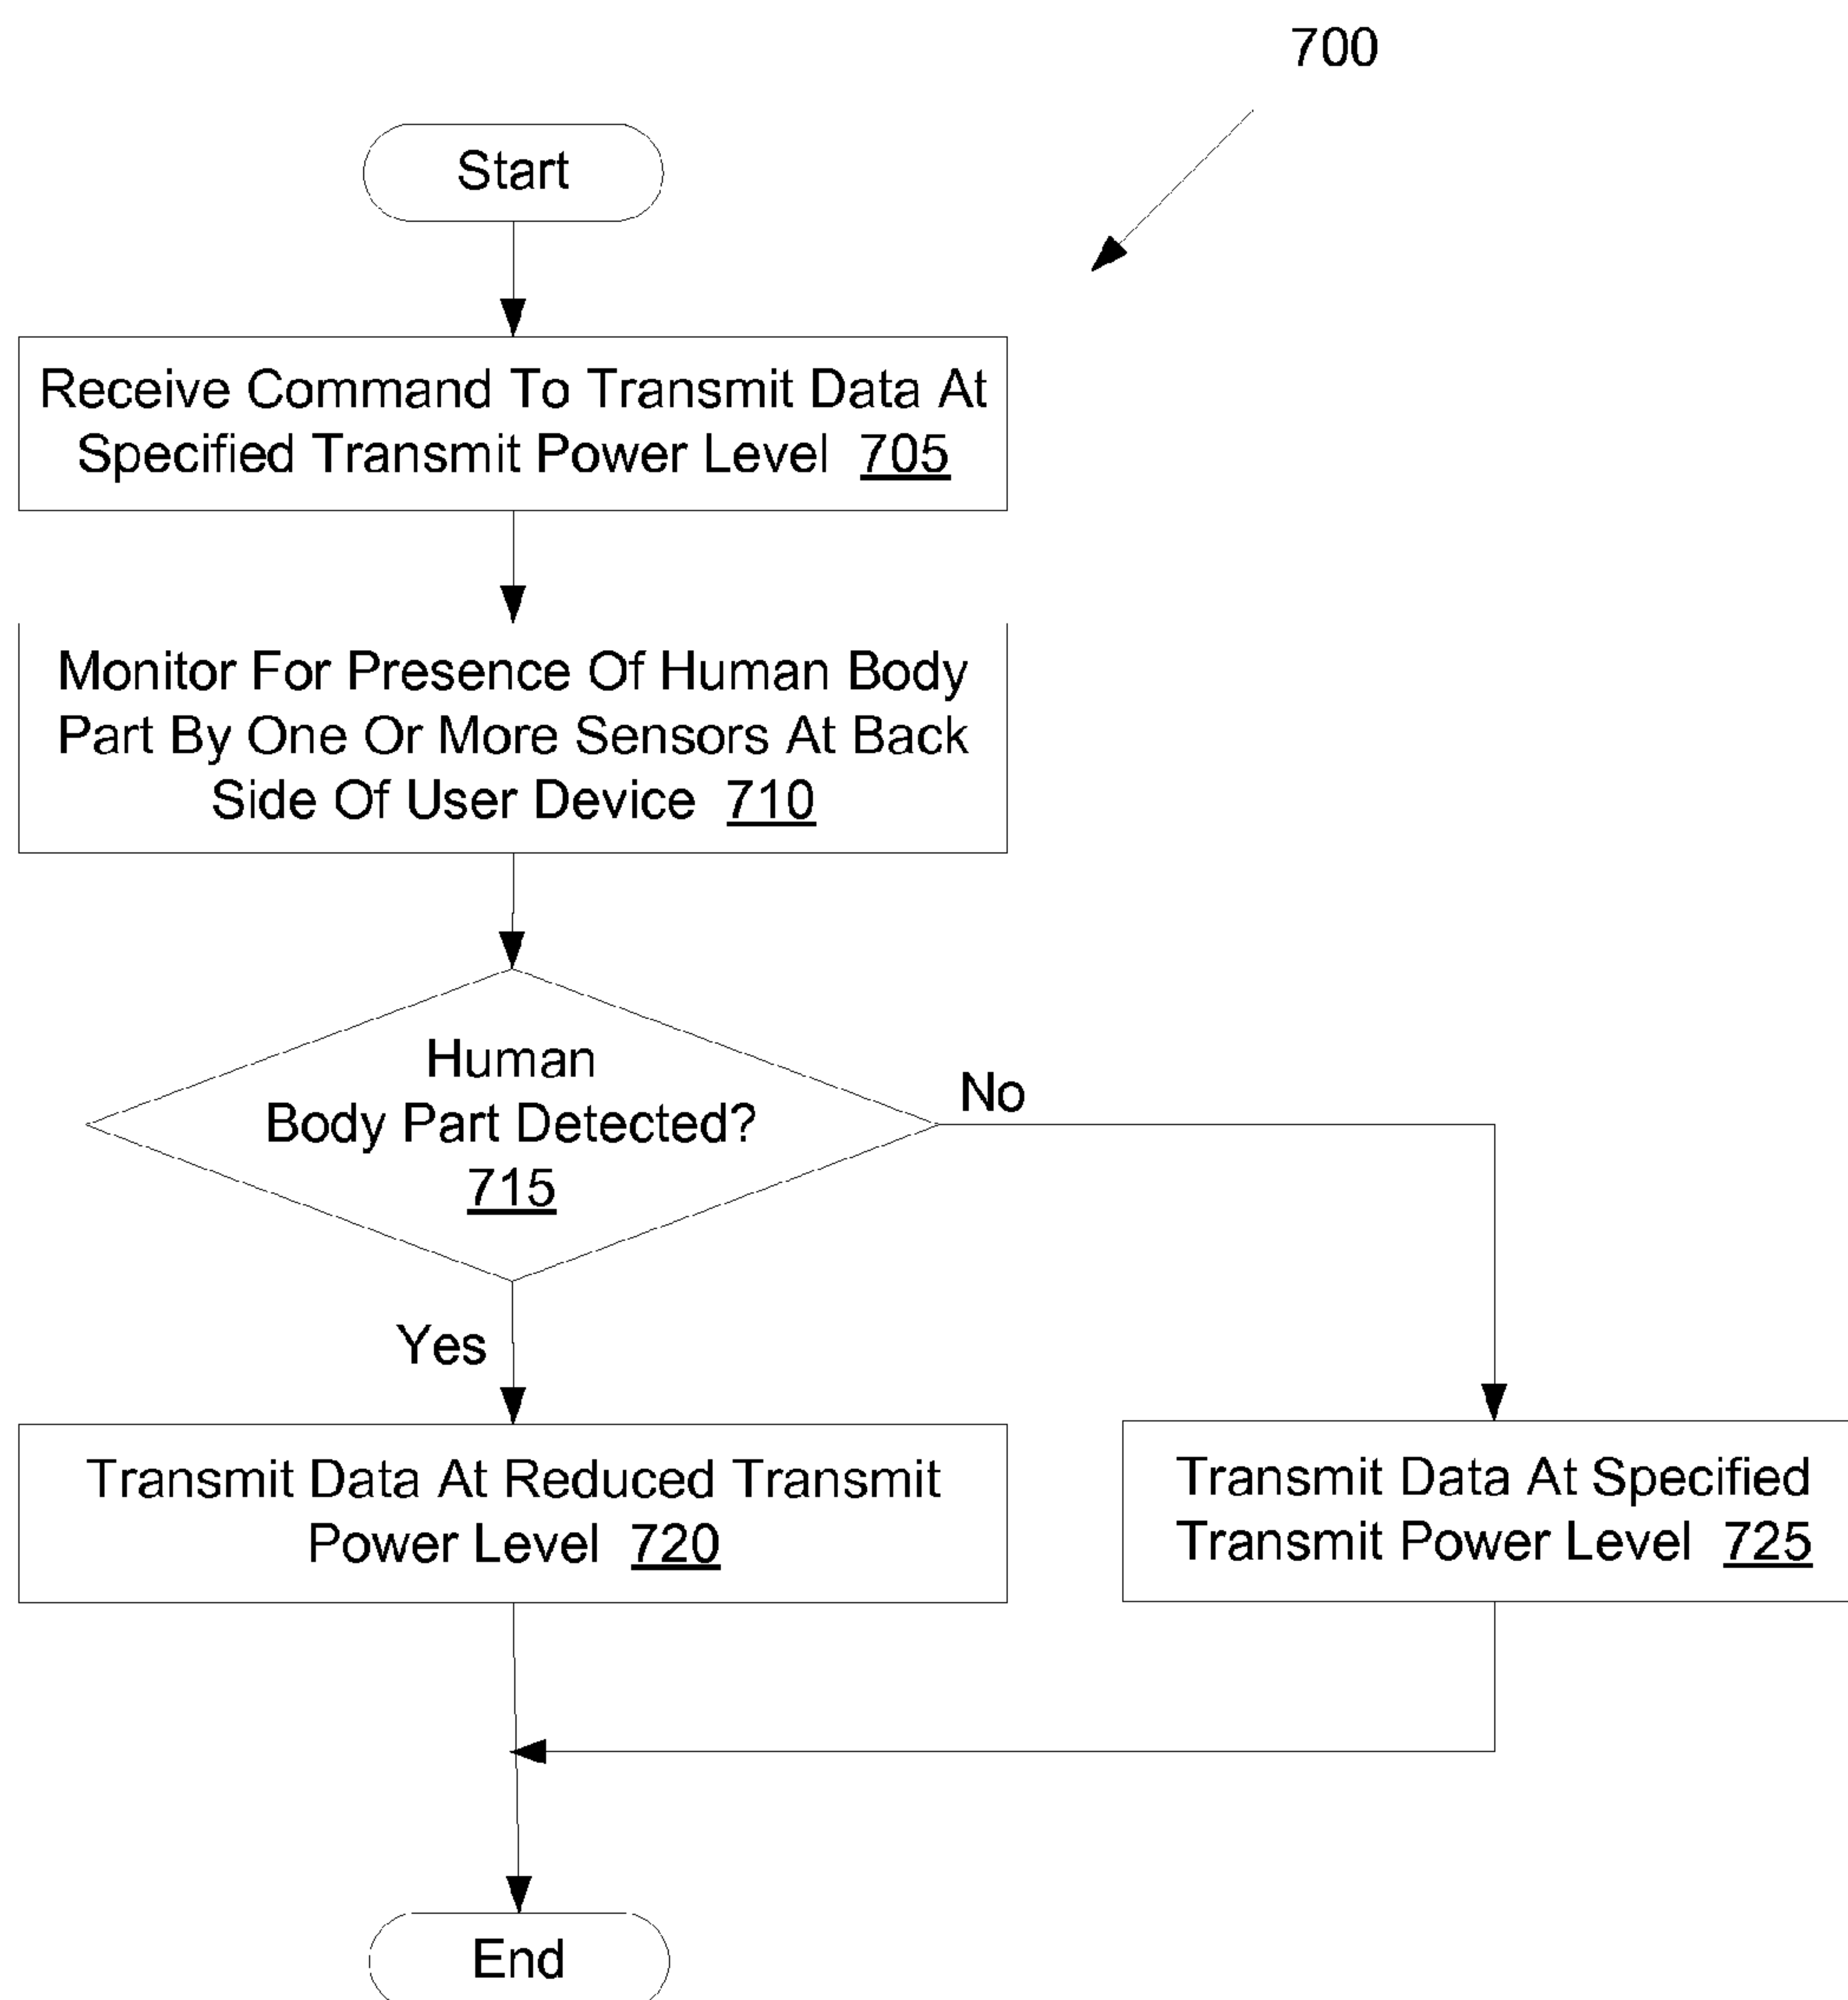 700
Start
Receive Command To Transmit Data At
Specified Transmit Power Level 705
Monitor For Presence Of Human Body
Part By One Or More Sensors At Back
Side Of User Device 710
Human
Body Part Detected?
715
No
Yes
Transmit Data At Reduced Transmit
Power Level 720
Transmit Data At Specified
Transmit Power Level 725
End